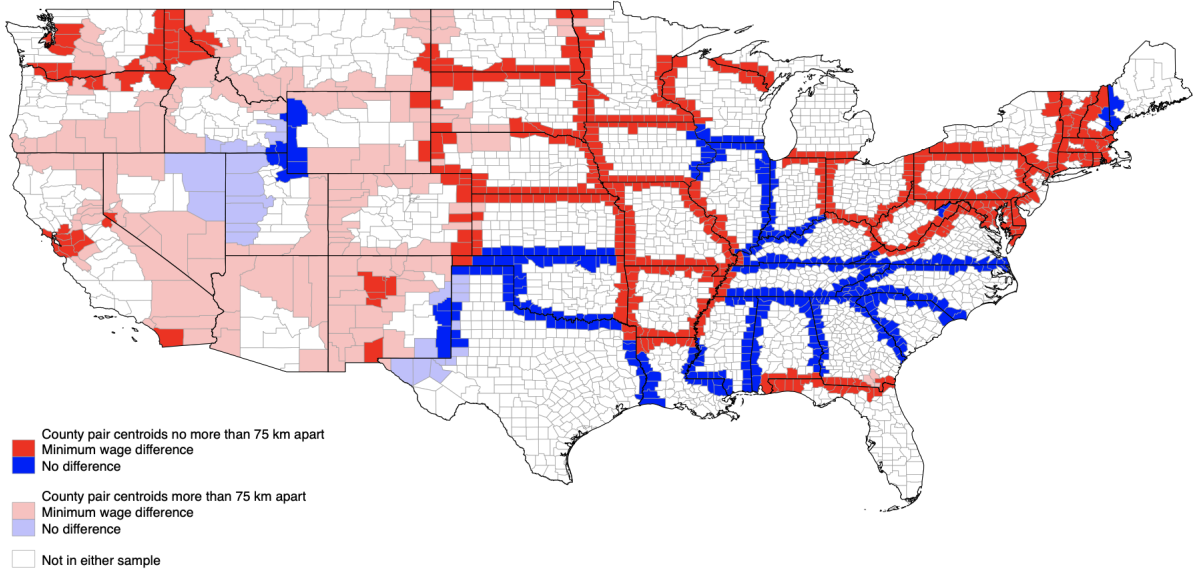 County pair centroids no more than 75 km apart
Minimum wage difference
No difference
County pair centroids more than 75 km apart
Minimum wage difference
No difference
Not in either sample